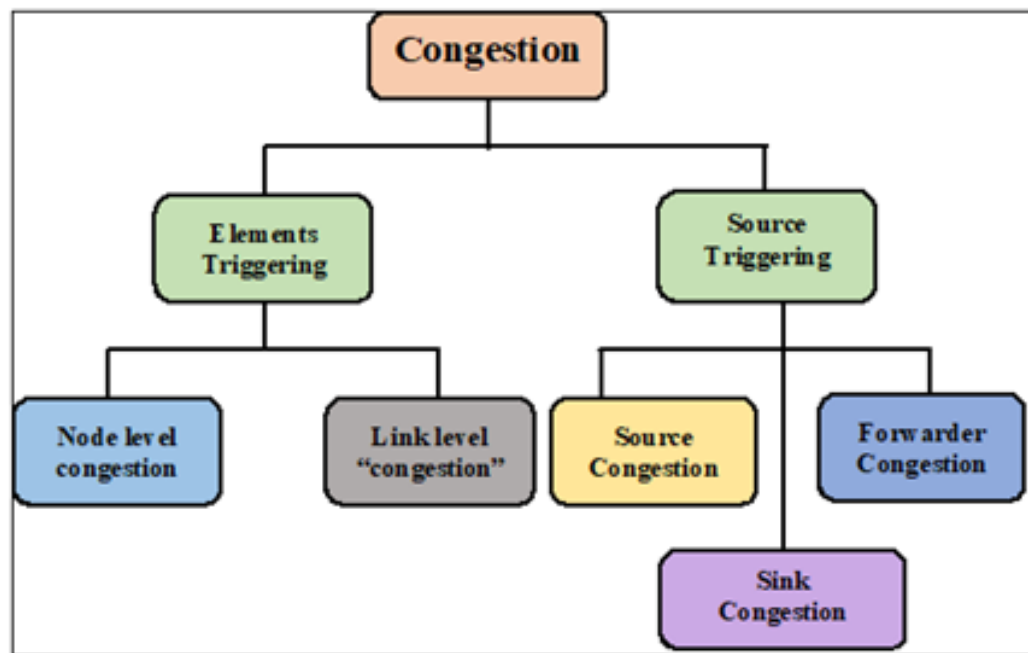 Congestion
Elements
Triggering
Source
Triggering
Node level
congestion
Link level
“congestion”
Source
Congestion
Forwarder
Congestion
Sink
Congestion